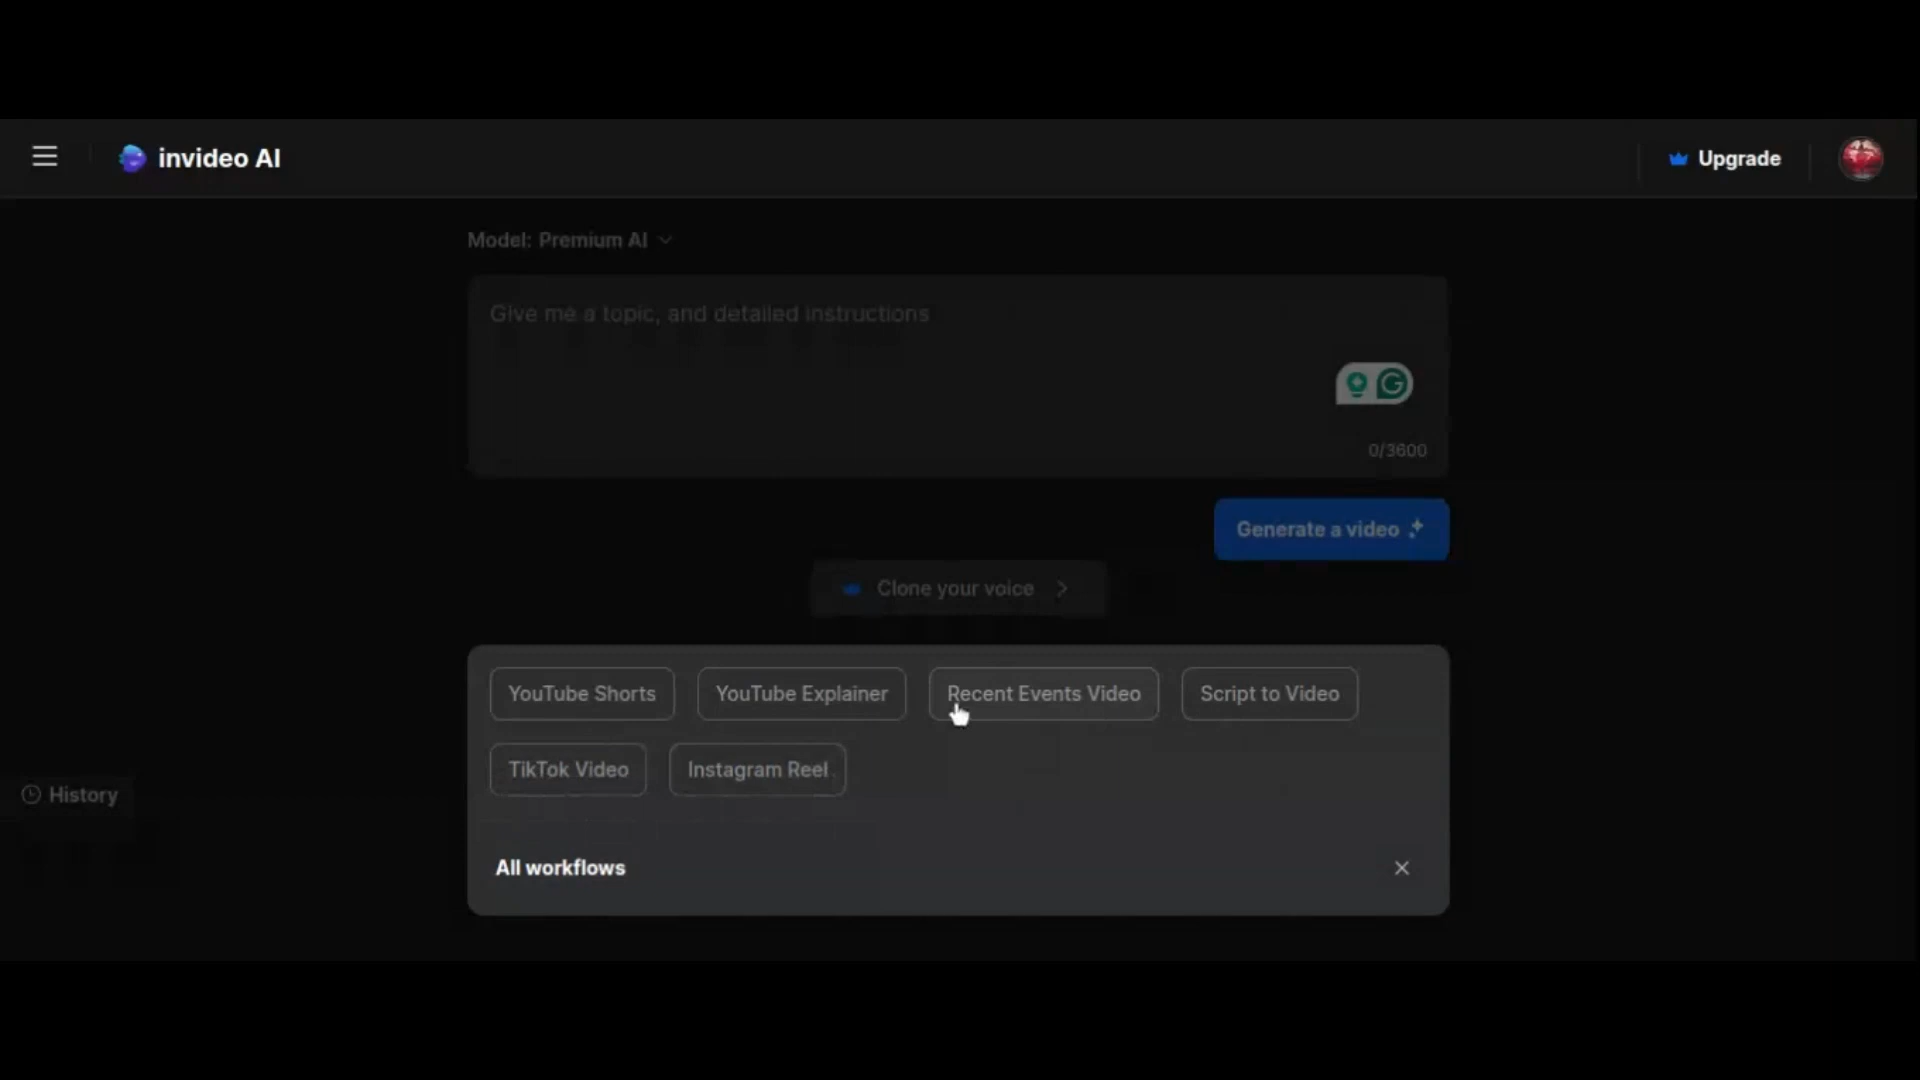 invideo AI
Upgrade
Model: Premium AI
Give me a topic, and detailed instructions
0/3600
Generate a video
Clone your voice
YouTube Shorts
YouTube Explainer
Recent Events Video
Script to Video
TikTok Video
Instagram Reel
History
All workflows